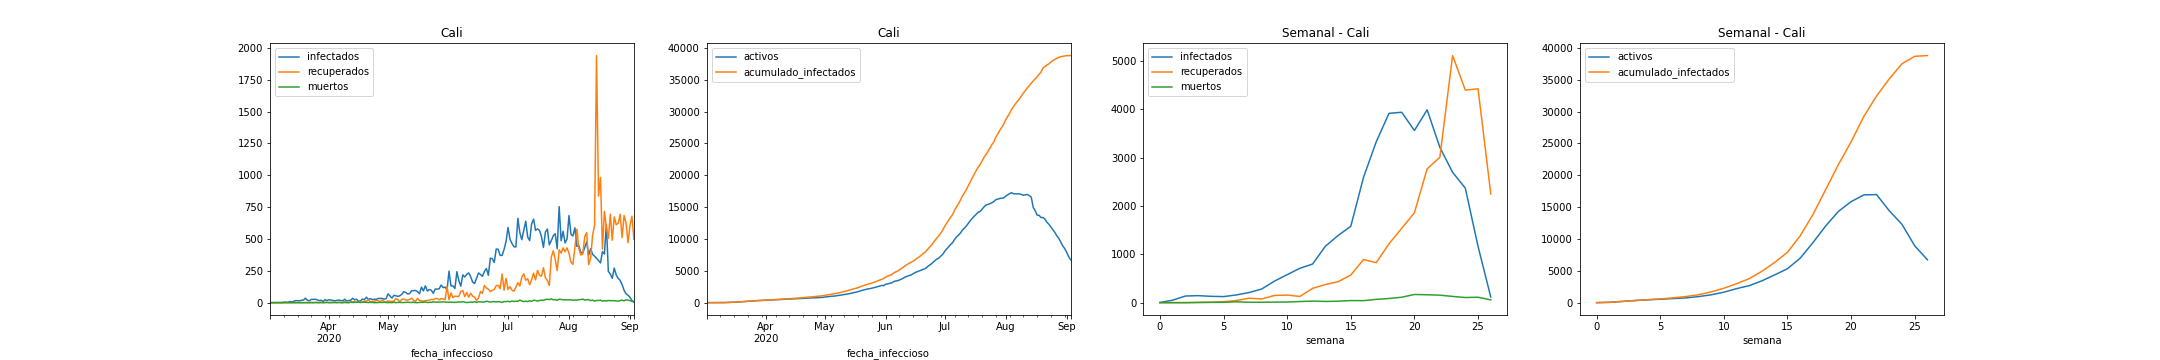 Cali
infectados
recuperados
muertos
2000
1750
1500
1250
1000
750
500
250
0
Apr
2020
May
Jun
Jul
Aug
Sep
fecha_infeccioso
Cali
activos
acumulado_infectados
40000
35000
30000
25000
20000
15000
10000
5000
0
Apr
2020
May
Jun
Jul
Aug
Sep
fecha_infeccioso
Semanal - Cali
infectados
recuperados
muertos
5000
4000
3000
2000
1000
0
0 5 10 15 20 25
semana
Semanal - Cali
activos
acumulado_infectados
40000
35000
30000
25000
20000
15000
10000
5000
0
0 5 10 15 20 25
semana